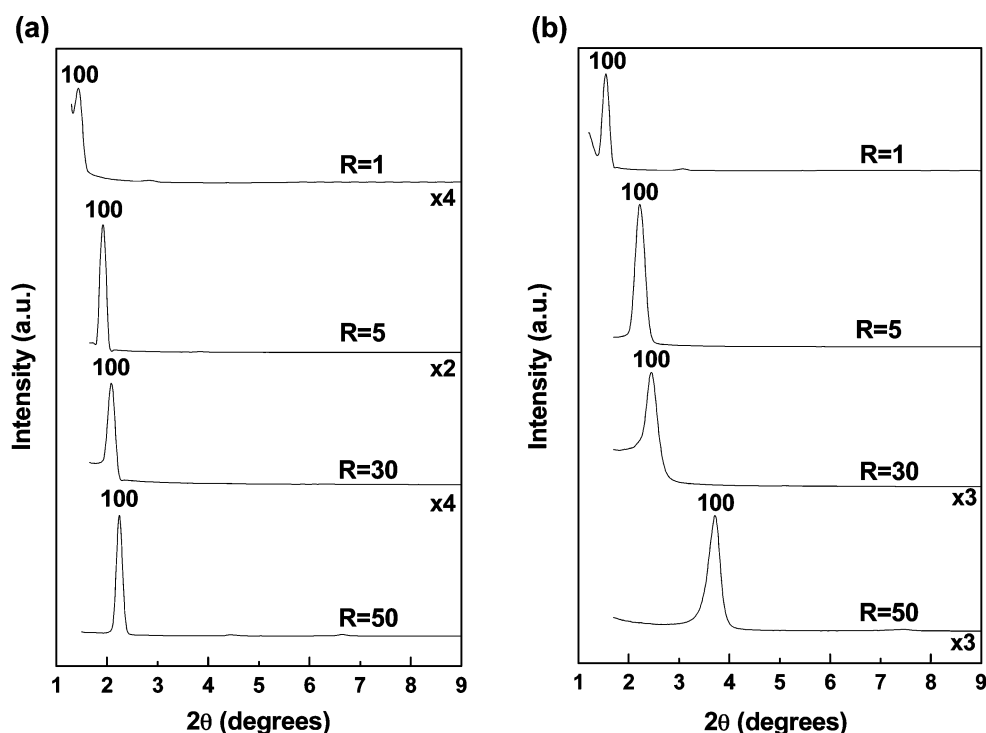 (a)
100
R=1
x4
100
R=5
x2
100
R=30
x4
100
R=50
Intensity (a.u.)
1 2 3 4 5 6 7 8 9
2θ (degrees)
(b)
100
R=1
100
R=5
100
R=30
x3
100
R=50
x3
Intensity (a.u.)
1 2 3 4 5 6 7 8 9
2θ (degrees)